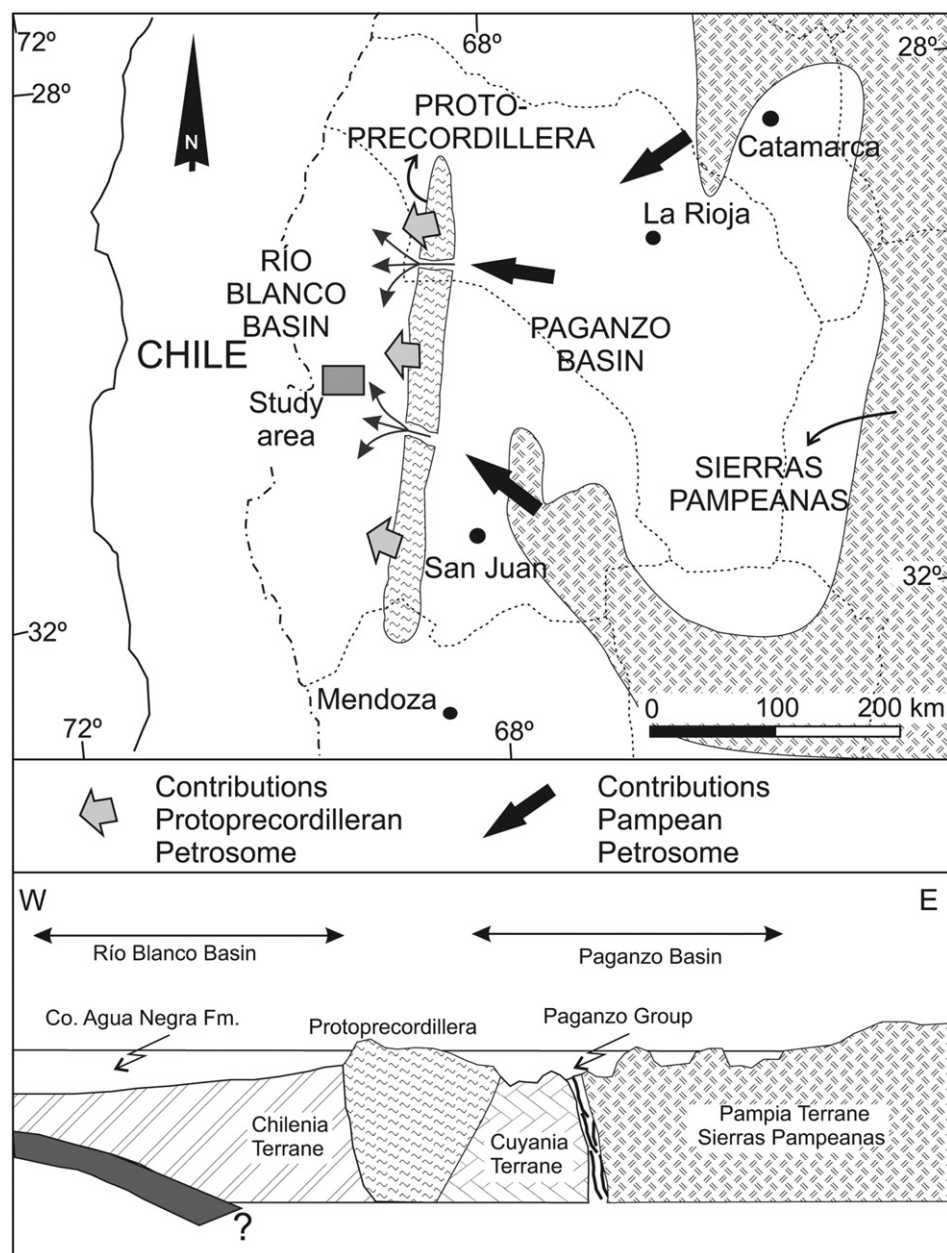 72º
68º
28º
28º
N
PROTO-
PRECORDILLERA
Catamarca
La Rioja
RÍO
BLANCO
BASIN
PAGANZO
BASIN
CHILE
Study
area
SIERRAS
PAMPEANAS
San Juan
32º
32º
Mendoza
0 100 200 km
72º
68º
Contributions
Protoprecordilleran
Petrosome
Contributions
Pampean
Petrosome
W
E
Río Blanco Basin
Paganzo Basin
Co. Agua Negra Fm.
Protoprecordillera
Paganzo Group
Chilenia
Terrane
Cuyania
Terrane
Pampia Terrane
Sierras Pampeanas
?